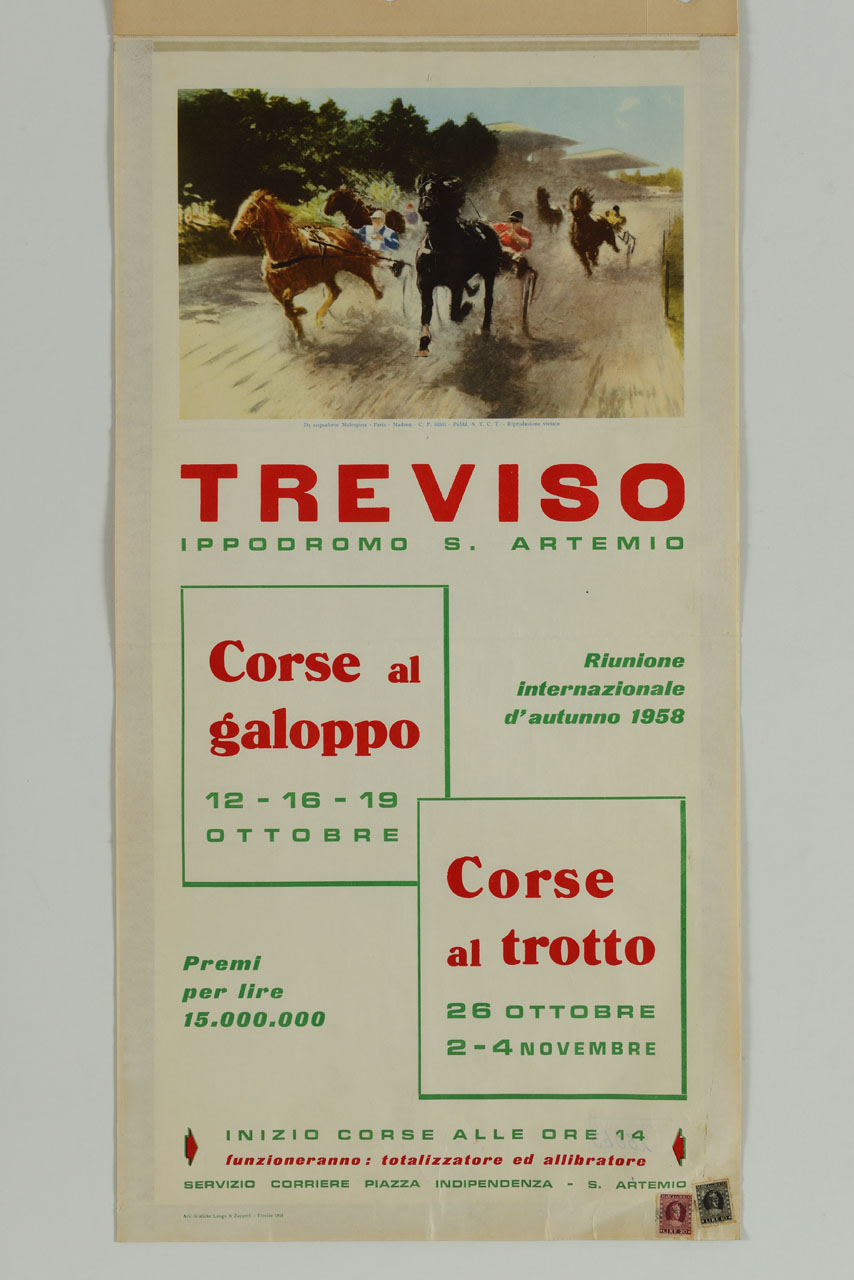 TREVISO
IPPODROMO S. ARTEMIO
Corse al
galoppo
12 - 16 - 19
OTTOBRE
Riunione
internazionale
d'autunno 1958
Corse
al trotto
26 OTTOBRE
2-4 NOVEMBRE
Premi
per lire
15.000.000
INIZIO CORSE ALLE ORE 14
funzioneranno: totalizzatore ed allibratore
SERVIZIO CORRIERE PIAZZA INDIPENDENZA - S. ARTEMIO